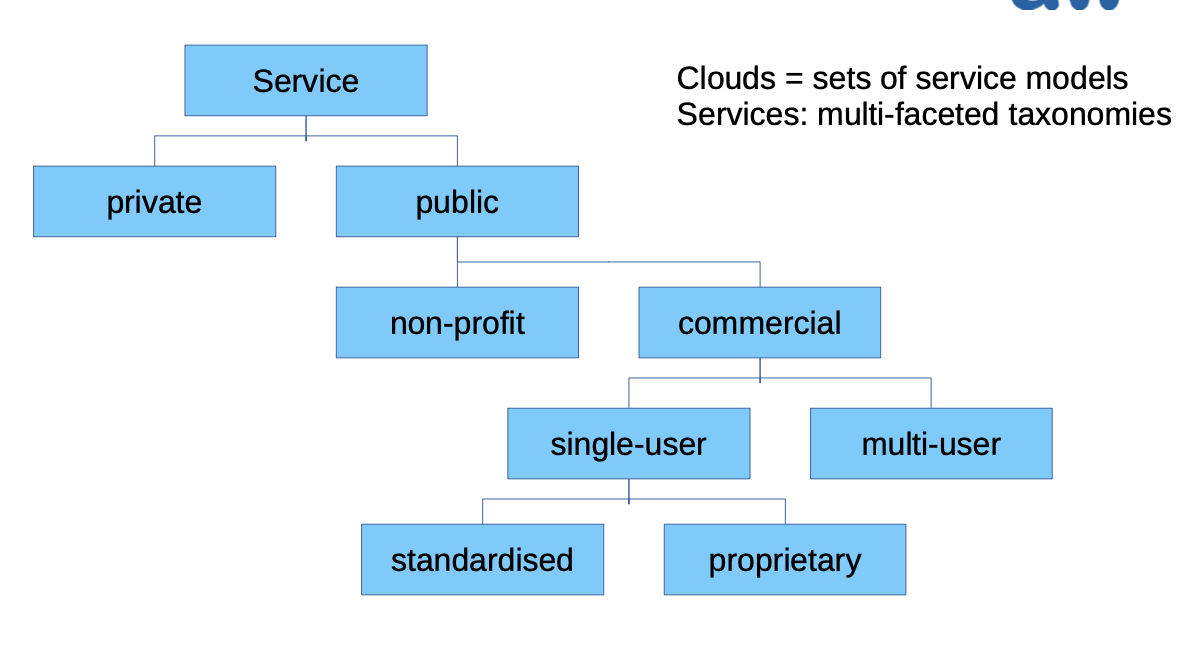 Service
Clouds = sets of service models
Services: multi-faceted taxonomies
private
public
non-profit
commercial
single-user
multi-user
standardised
proprietary